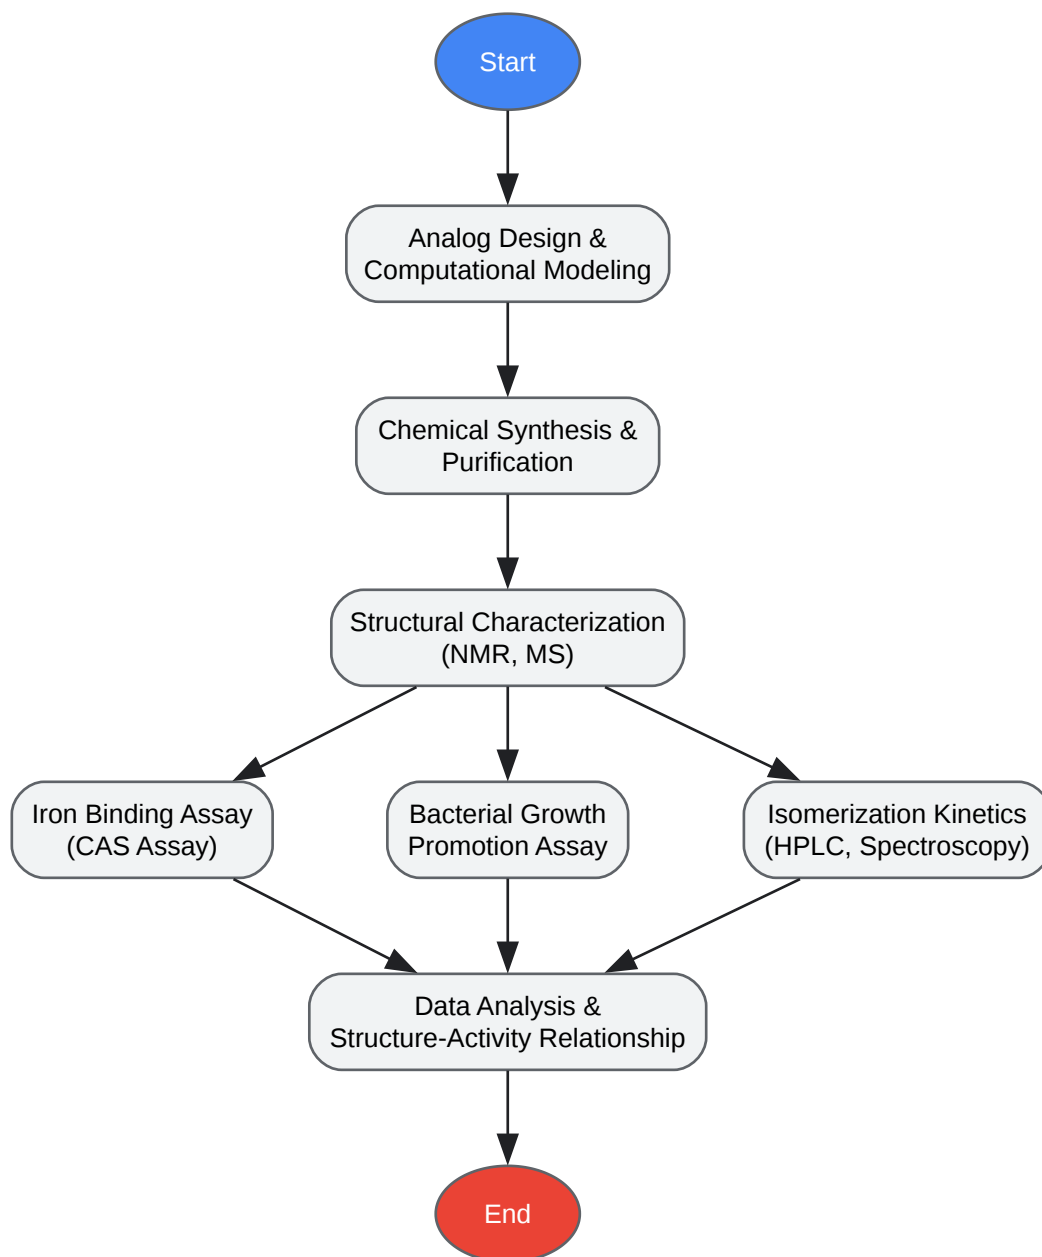 Start
Analog Design &
Computational Modeling
Chemical Synthesis &
Purification
Structural Characterization
(NMR, MS)
Iron Binding Assay
(CAS Assay)
Bacterial Growth
Promotion Assay
Isomerization Kinetics
(HPLC, Spectroscopy)
Data Analysis &
Structure-Activity Relationship
End